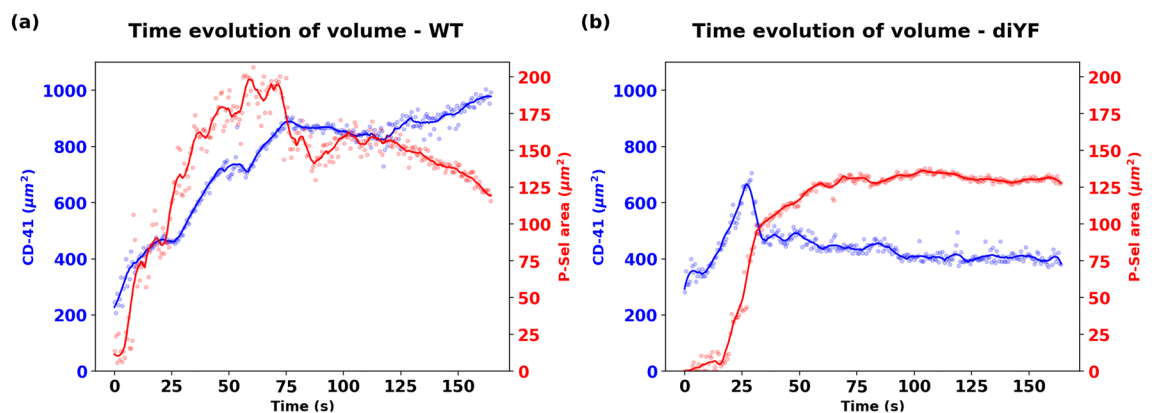 (a)
Time evolution of volume - WT
1000
800
600
400
200
0
CD-41 (μm²)
200
175
150
125
100
75
50
25
0
P-Sel area (μm²)
0 25 50 75 100 125 150
Time (s)
(b)
Time evolution of volume - diYF
1000
800
600
400
200
0
CD-41 (μm²)
200
175
150
125
100
75
50
25
0
P-Sel area (μm²)
0 25 50 75 100 125 150
Time (s)